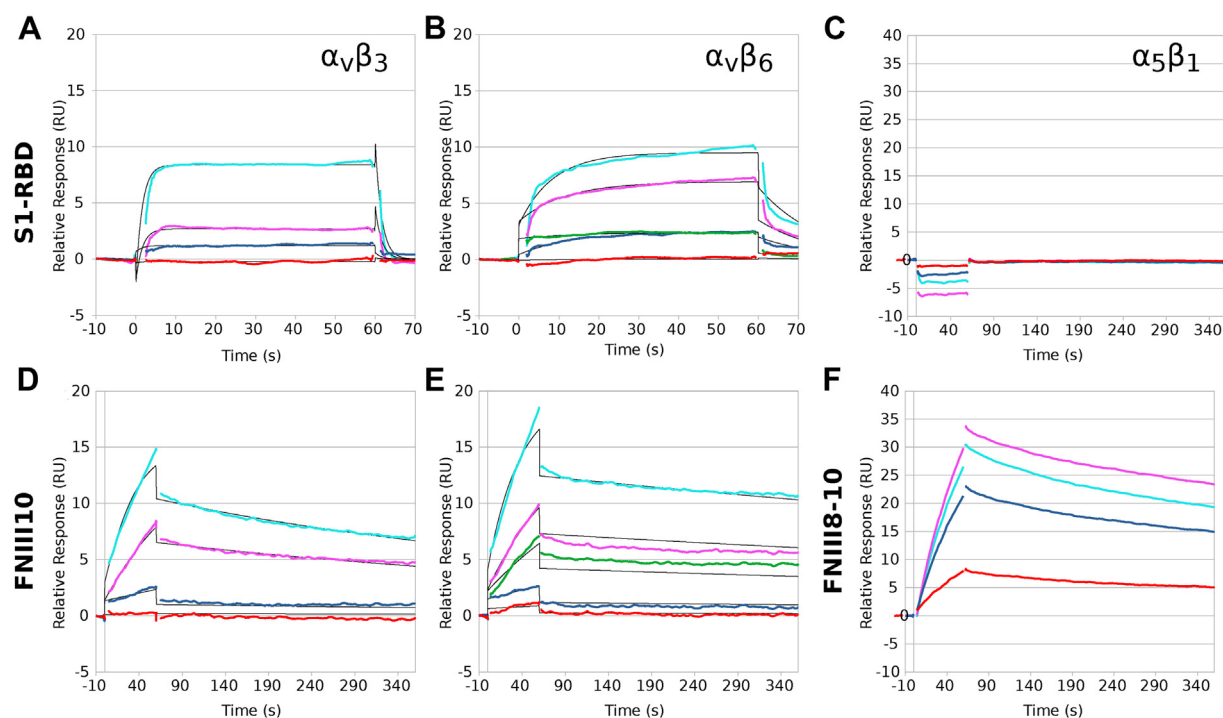 A
B
C
S1-RBD
Relative Response (RU)
20
15
10
5
0
-5
αvβ3
-10 0 10 20 30 40 50 60 70
Time (s)
Relative Response (RU)
20
15
10
5
0
-5
αvβ6
-10 0 10 20 30 40 50 60 70
Time (s)
Relative Response (RU)
40
35
30
25
20
15
10
5
0
-5
-10
α5β1
-10 40 90 140 190 240 290 340
Time (s)
D
E
F
FNIII10
Relative Response (RU)
20
15
10
5
0
-5
-10 40 90 140 190 240 290 340
Time (s)
Relative Response (RU)
20
15
10
5
0
-5
-10 40 90 140 190 240 290 340
Time (s)
FNIII8-10
Relative Response (RU)
40
35
30
25
20
15
10
5
0
-5
-10
-10 40 90 140 190 240 290 340
Time (s)